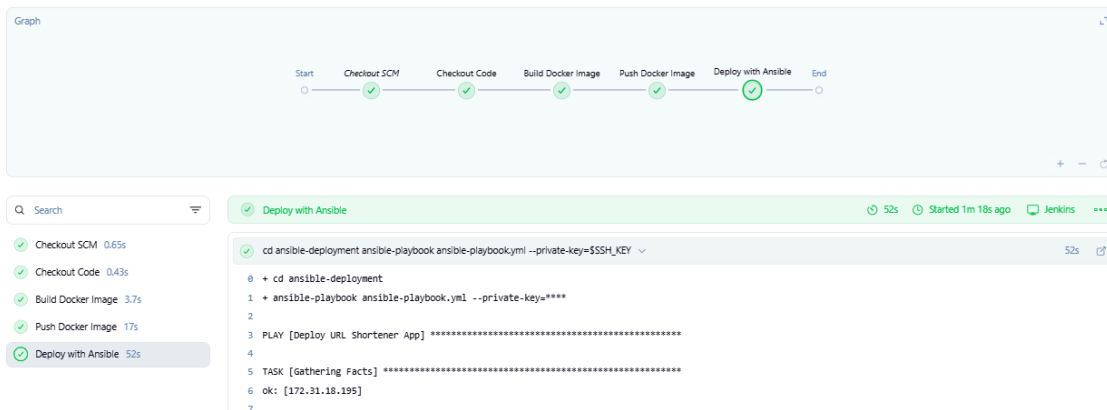 Graph
Start Checkout SCM Checkout Code Build Docker Image Push Docker Image Deploy with Ansible End
Search
Checkout SCM 0.65s
Checkout Code 0.43s
Build Docker Image 3.7s
Push Docker Image 17s
Deploy with Ansible 52s
Deploy with Ansible 52s Started 1m 18s ago Jenkins
cd ansible-deployment ansible-playbook ansible-playbook.yml --private-key=$SSH_KEY 52s
0 + cd ansible-deployment
1 + ansible-playbook ansible-playbook.yml --private-key=****
2
3 PLAY [Deploy URL Shortener App] ************************************************
4
5 TASK [Gathering Facts] *********************************************************
6 ok: [172.31.18.195]
7